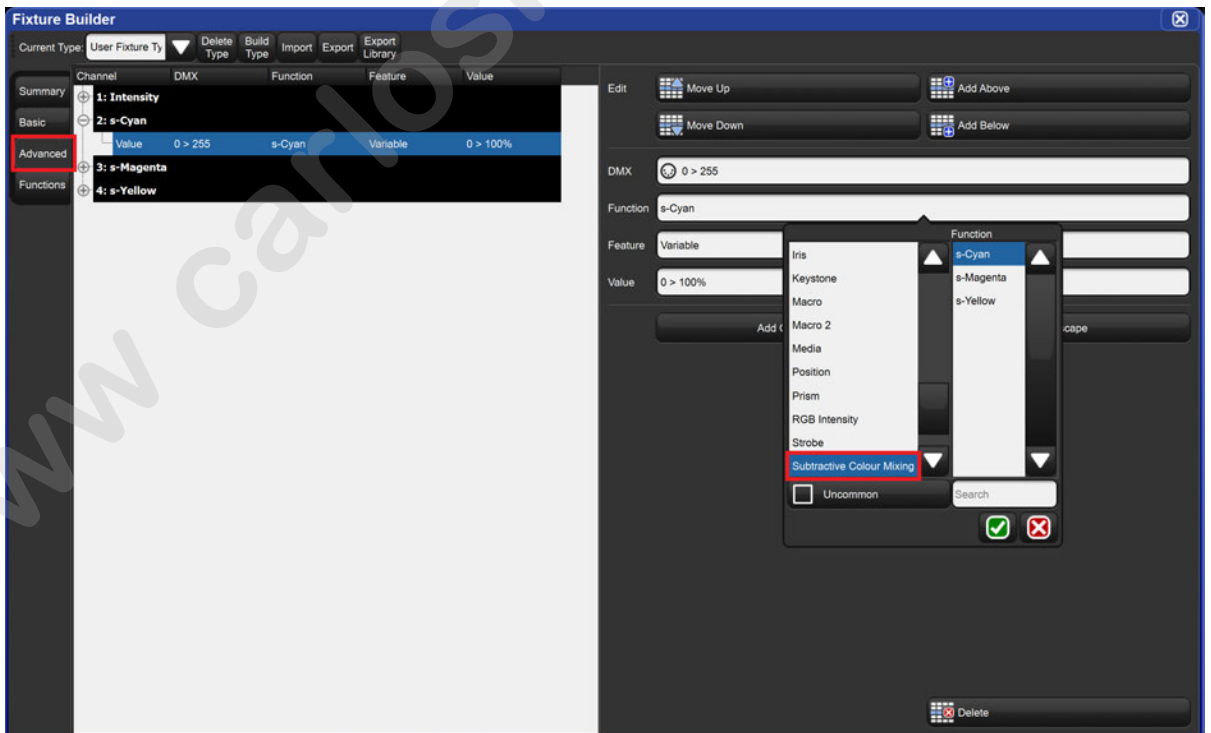 Fixture Builder
Current Type: User Fixture Ty Delete Type Build Type Import Export Export Library
Summary
Basic
Advanced
Functions
Channel DMX Function Feature Value
1: Intensity
2: s-Cyan
Value 0 > 255 s-Cyan Variable 0 > 100%
3: s-Magenta
4: s-Yellow
Edit Move Up Add Above
Move Down Add Below
DMX 0 > 255
Function s-Cyan
Feature Variable
Value 0 > 100%
Add
Function
Iris
Keystone
Macro
Macro 2
Media
Position
Prism
RGB Intensity
Strobe
Subtractive Colour Mixing
s-Cyan
s-Magenta
s-Yellow
Uncommon
Search
Delete
www carlos